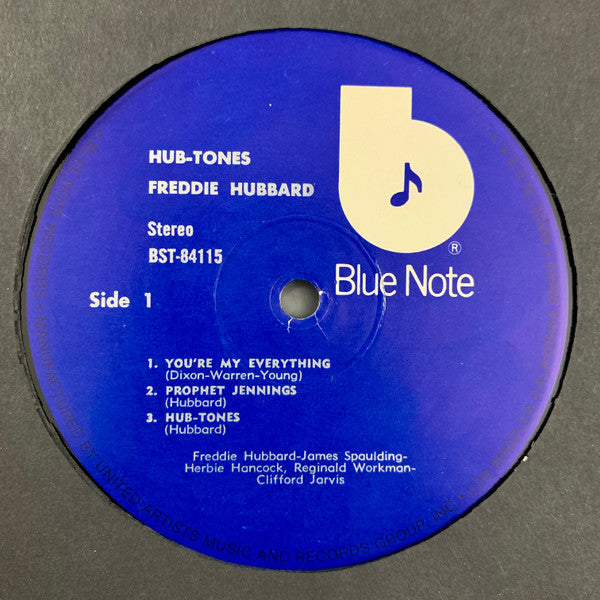 HUB-TONES
FREDDIE HUBBARD
Stereo
BST-84115
Side 1
b
®
Blue Note
1. YOU'RE MY EVERYTHING
(Dixon-Warren-Young)
2. PROPHET JENNINGS
(Hubbard)
3. HUB-TONES
(Hubbard)
Freddie Hubbard-James Spaulding-
Herbie Hancock, Reginald Workman-
Clifford Jarvis
MANUFACTURED BY UNITED ARTISTS MUSIC AND RECORDS GROUP, INC.